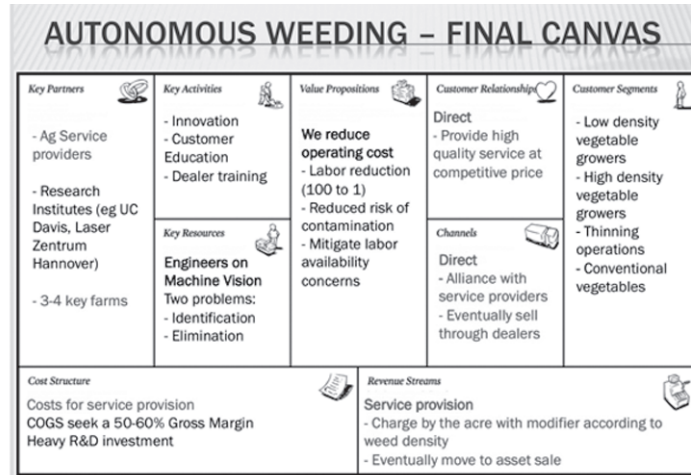 AUTONOMOUS WEEDING – FINAL CANVAS
Key Partners
- Ag Service
providers
- Research
Institutes (eg UC
Davis, Laser
Zentrum
Hannover)
- 3-4 key farms
Key Activities
- Innovation
- Customer
Education
- Dealer training
Key Resources
Engineers on
Machine Vision
Two problems:
- Identification
- Elimination
Value Propositions
We reduce
operating cost
- Labor reduction
(100 to 1)
- Reduced risk of
contamination
- Mitigate labor
availability
concerns
Customer Relationships
Direct
- Provide high
quality service at
competitive price
Channels
Direct
- Alliance with
service providers
- Eventually sell
through dealers
Customer Segments
- Low density
vegetable
growers
- High density
vegetable
growers
- Thinning
operations
- Conventional
vegetables
Cost Structure
Costs for service provision
COGS seek a 50-60% Gross Margin
Heavy R&D investment
Revenue Streams
Service provision
- Charge by the acre with modifier according to
weed density
- Eventually move to asset sale